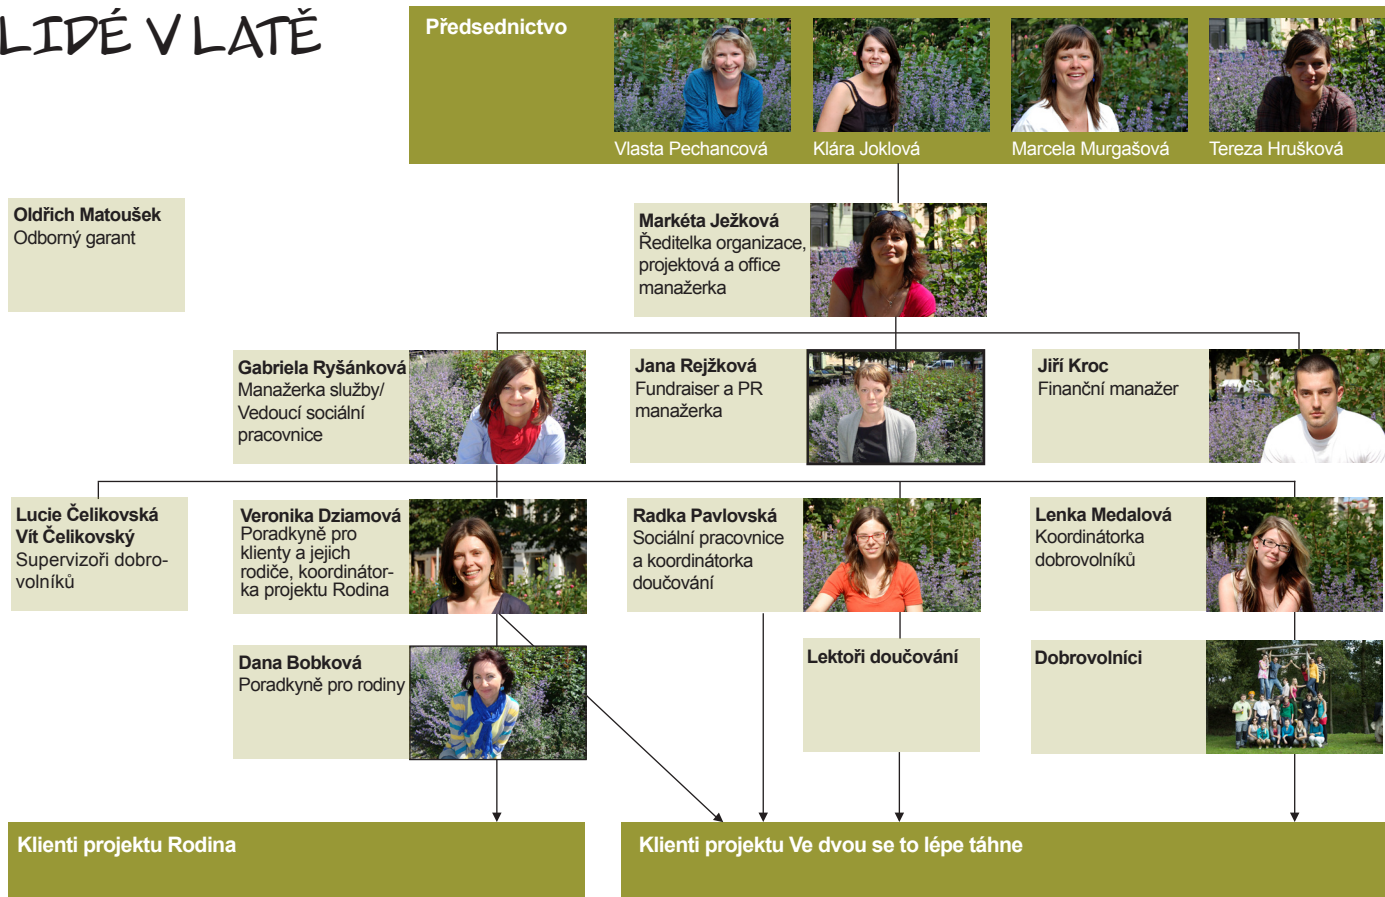 LIDÉ V LATĚ
Předsednictvo
Vlasta Pechancová
Klára Joklová
Marcela Murgašová
Tereza Hrušková
Oldřich Matoušek
Odborný garant
Markéta Ježková
Ředitelka organizace,
projektová a office
manažerka
Gabriela Ryšánková
Manažerka služby/
Vedoucí sociální
pracovnice
Jana Rejžková
Fundraiser a PR
manažerka
Jiří Kroc
Finanční manažer
Lucie Čelikovská
Vít Čelikovský
Supervizoři dobro-
volníků
Veronika Dziamová
Poradkyně pro
klienty a jejich
rodiče, koordinátor-
ka projektu Rodina
Radka Pavlovská
Sociální pracovnice
a koordinátorka
doučování
Lenka Medalová
Koordinátorka
dobrovolníků
Dana Bobková
Poradkyně pro rodiny
Lektoři doučování
Dobrovolníci
Klienti projektu Rodina
Klienti projektu Ve dvou se to lépe táhne